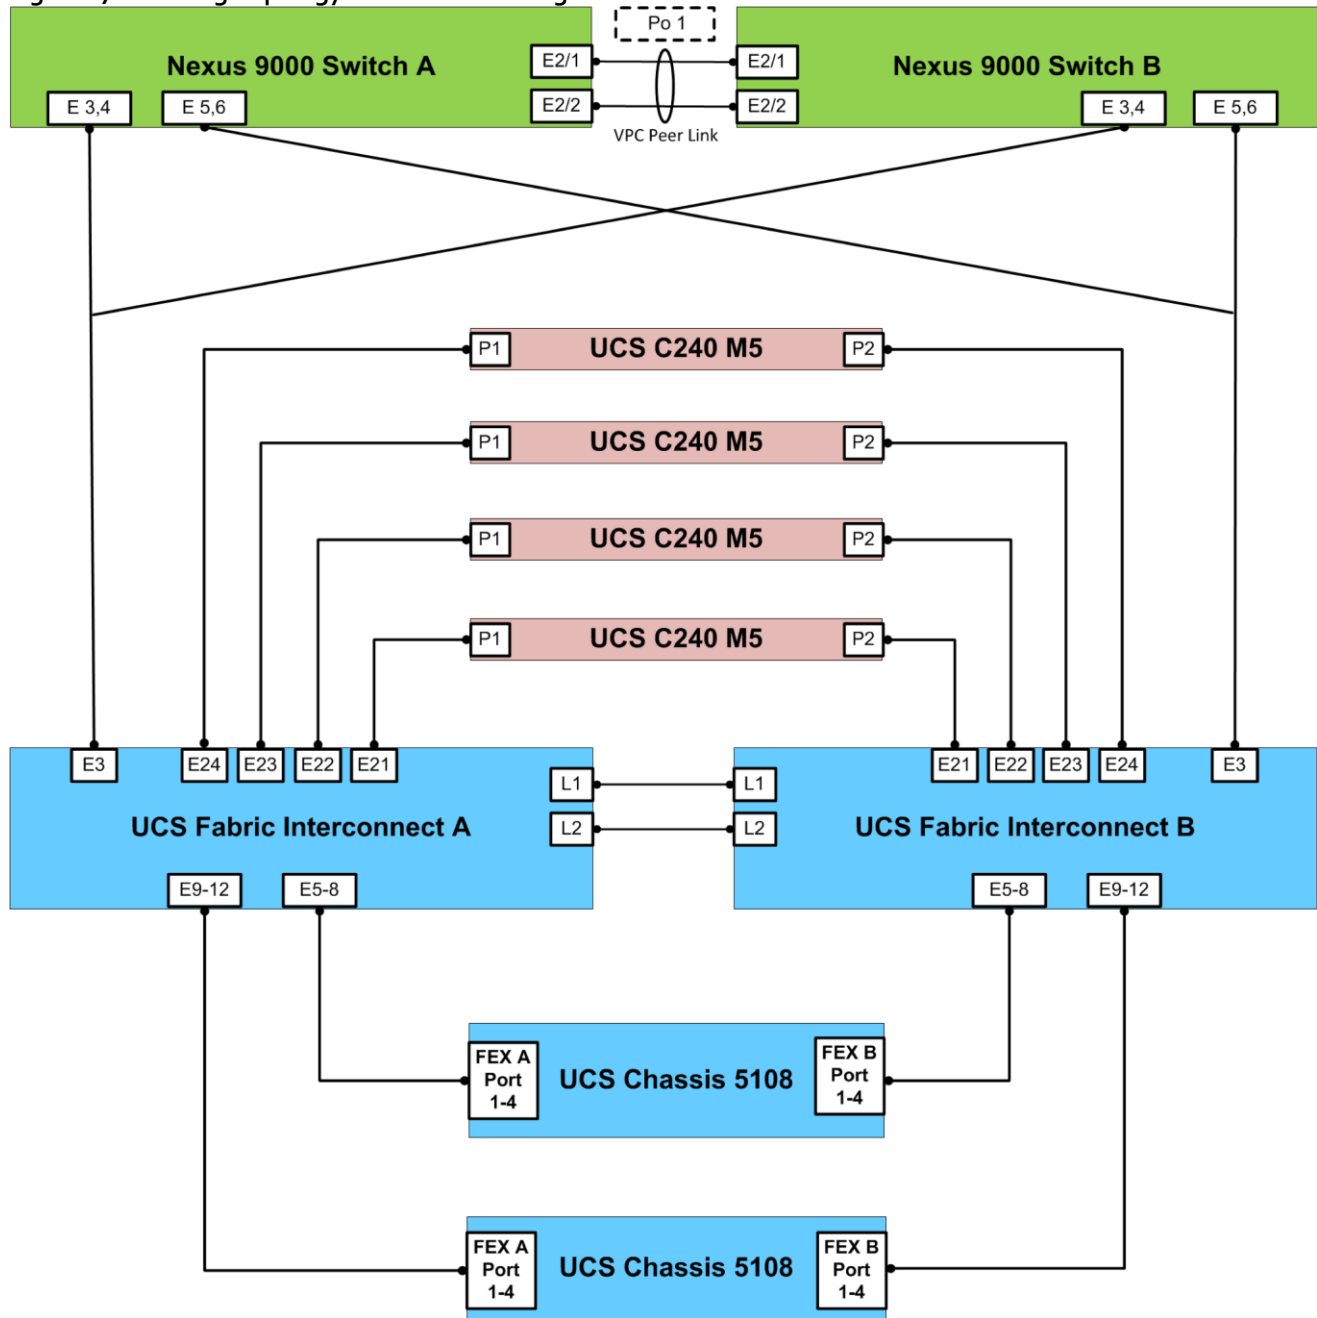 Po 1
Nexus 9000 Switch A
E2/1
E2/1
Nexus 9000 Switch B
E 3,4
E 5,6
E2/2
E2/2
E 3,4
E 5,6
VPC Peer Link
P1
UCS C240 M5
P2
P1
UCS C240 M5
P2
P1
UCS C240 M5
P2
P1
UCS C240 M5
P2
E3
E24
E23
E22
E21
E21
E22
E23
E24
E3
L1
L1
UCS Fabric Interconnect A
L2
L2
UCS Fabric Interconnect B
E9-12
E5-8
E5-8
E9-12
FEX A
Port
1-4
UCS Chassis 5108
FEX B
Port
1-4
FEX A
Port
1-4
UCS Chassis 5108
FEX B
Port
1-4